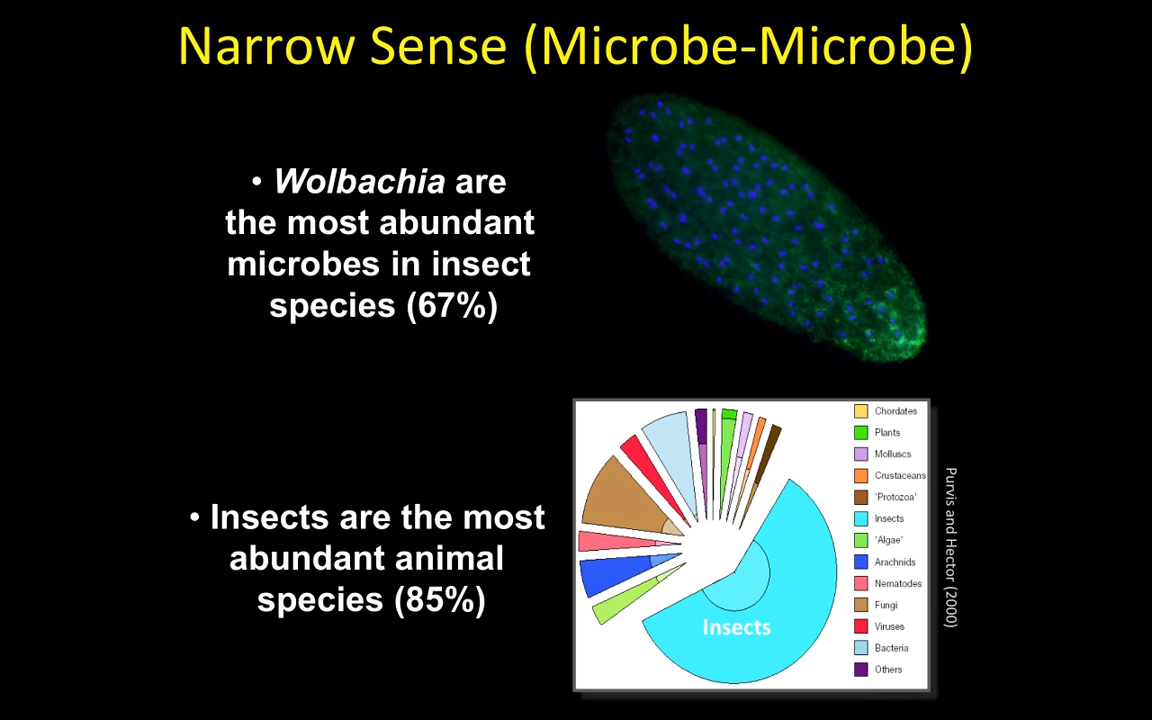 Narrow Sense (Microbe-Microbe)
• Wolbachia are
the most abundant
microbes in insect
species (67%)
• Insects are the most
abundant animal
species (85%)
Insects
Chordates
Plants
Molluscs
Crustaceans
'Protozoa'
Insects
'Algae'
Arachnids
Nematodes
Fungi
Viruses
Bacteria
Others
Purvis and Hector (2000)